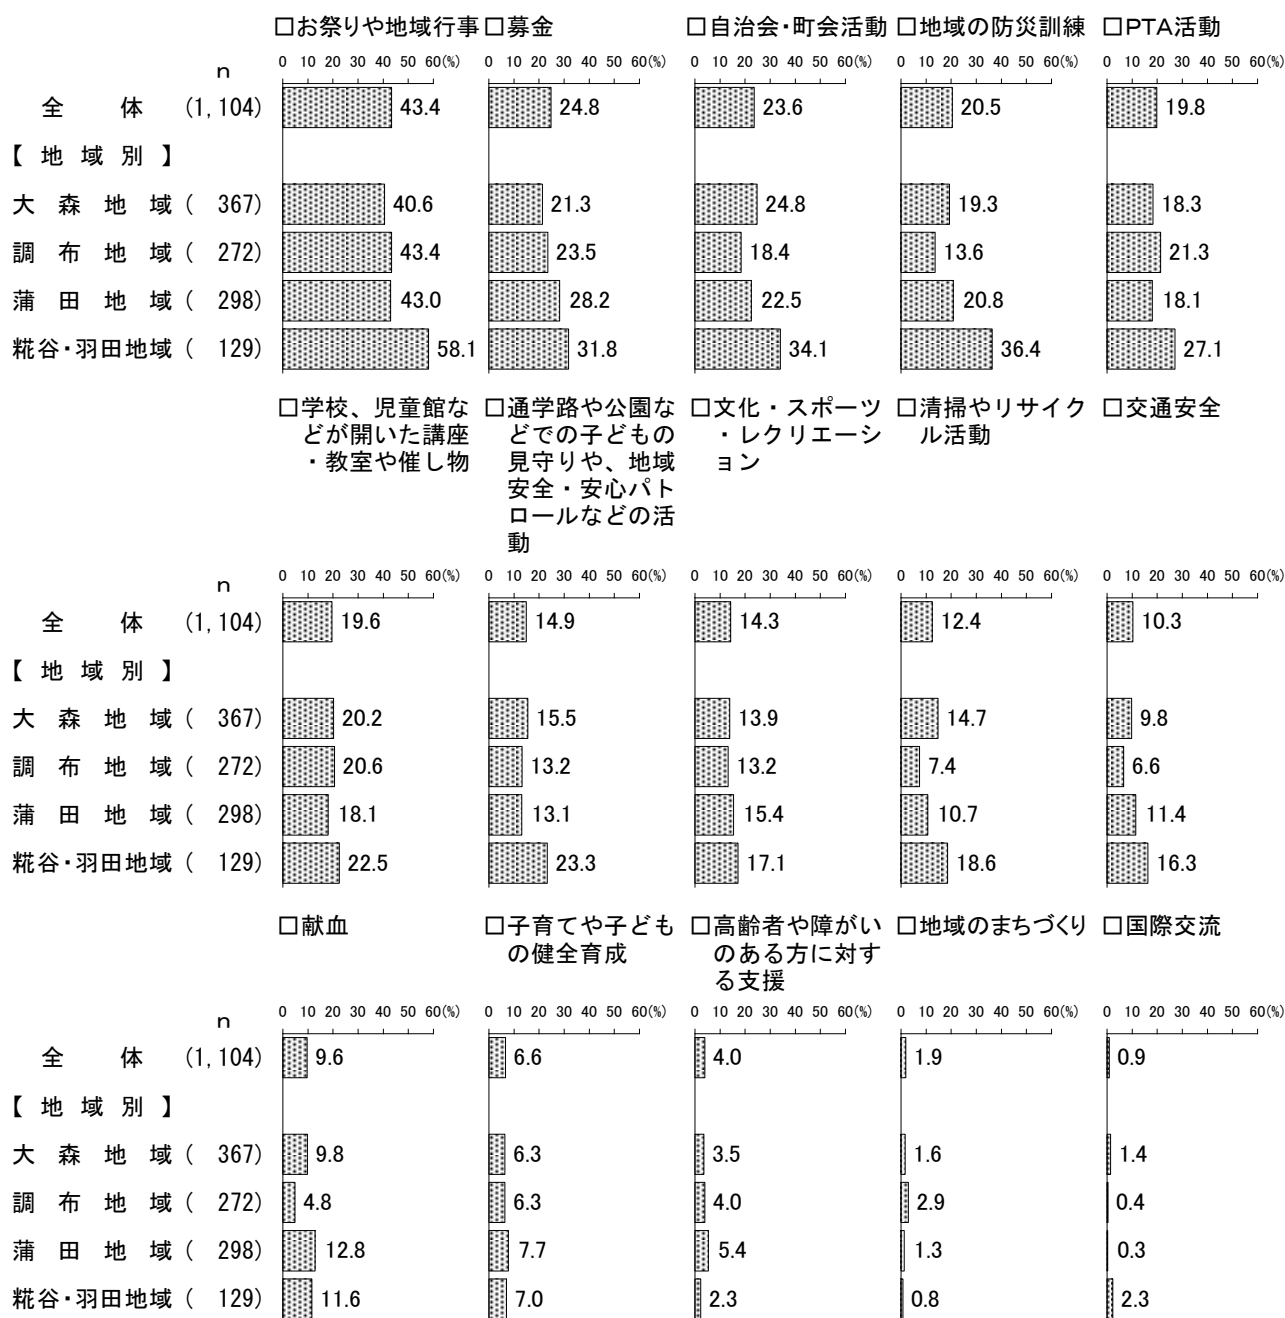 □お祭りや地域行事 □募金 □自治会・町会活動 □地域の防災訓練 □PTA活動
n 0 10 20 30 40 50 60(%) 0 10 20 30 40 50 60(%) 0 10 20 30 40 50 60(%) 0 10 20 30 40 50 60(%) 0 10 20 30 40 50 60(%)
全 体 (1,104) 43.4 24.8 23.6 20.5 19.8
【 地 域 別 】
大 森 地 域 ( 367) 40.6 21.3 24.8 19.3 18.3
調 布 地 域 ( 272) 43.4 23.5 18.4 13.6 21.3
蒲 田 地 域 ( 298) 43.0 28.2 22.5 20.8 18.1
糀谷・羽田地域 ( 129) 58.1 31.8 34.1 36.4 27.1
□学校、児童館な □通学路や公園な □文化・スポーツ □清掃やリサイク □交通安全
どが開いた講座 どでの子どもの ・レクリエーシ ル活動
・教室や催し物 見守りや、地域 ョン
安全・安心パト
ロールなどの活
動
n 0 10 20 30 40 50 60(%) 0 10 20 30 40 50 60(%) 0 10 20 30 40 50 60(%) 0 10 20 30 40 50 60(%) 0 10 20 30 40 50 60(%)
全 体 (1,104) 19.6 14.9 14.3 12.4 10.3
【 地 域 別 】
大 森 地 域 ( 367) 20.2 15.5 13.9 14.7 9.8
調 布 地 域 ( 272) 20.6 13.2 13.2 7.4 6.6
蒲 田 地 域 ( 298) 18.1 13.1 15.4 10.7 11.4
糀谷・羽田地域 ( 129) 22.5 23.3 17.1 18.6 16.3
□献血 □子育てや子ども □高齢者や障がい □地域のまちづくり □国際交流
の健全育成 のある方に対す
る支援
n 0 10 20 30 40 50 60(%) 0 10 20 30 40 50 60(%) 0 10 20 30 40 50 60(%) 0 10 20 30 40 50 60(%) 0 10 20 30 40 50 60(%)
全 体 (1,104) 9.6 6.6 4.0 1.9 0.9
【 地 域 別 】
大 森 地 域 ( 367) 9.8 6.3 3.5 1.6 1.4
調 布 地 域 ( 272) 4.8 6.3 4.0 2.9 0.4
蒲 田 地 域 ( 298) 12.8 7.7 5.4 1.3 0.3
糀谷・羽田地域 ( 129) 11.6 7.0 2.3 0.8 2.3